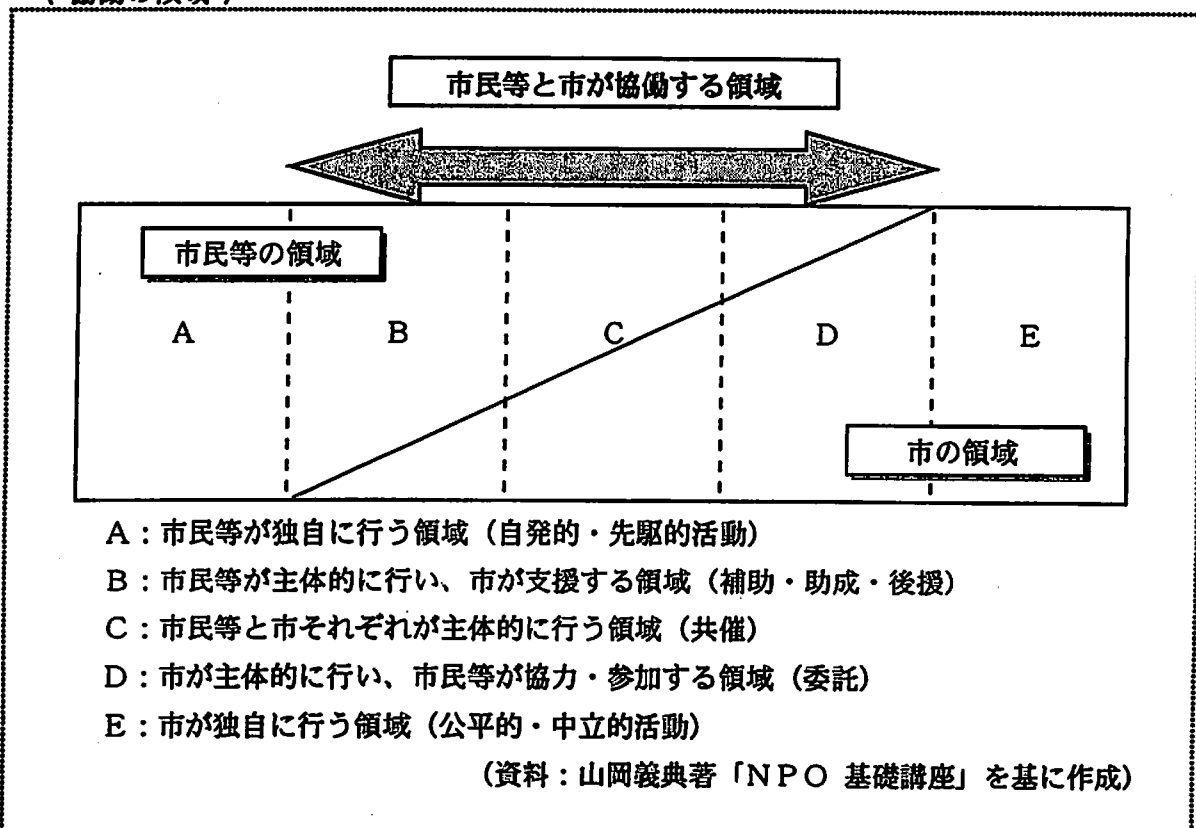 市民等と市が協働する領域
市民等の領域
A
B
C
D
E
市の領域
A：市民等が独自に行う領域（自発的・先駆的活動）
B：市民等が主体的に行い、市が支援する領域（補助・助成・後援）
C：市民等と市それぞれが主体的に行う領域（共催）
D：市が主体的に行い、市民等が協力・参加する領域（委託）
E：市が独自に行う領域（公平的・中立的活動）
（資料：山岡義典著「NPO 基礎講座」を基に作成）